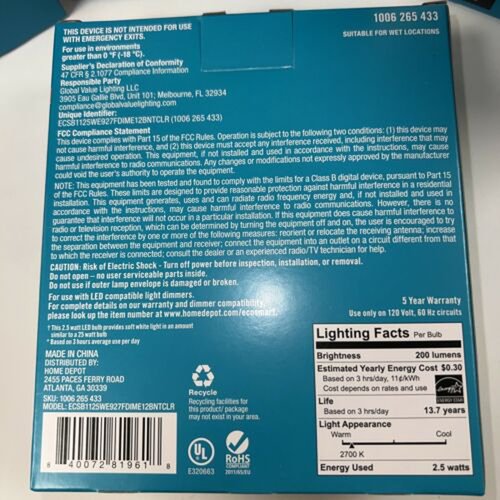 THIS DEVICE IS NOT INTENDED FOR USE
WITH EMERGENCY EXITS.
For use in environments
greater than 0 °F (-18 °C).
Supplier's Declaration of Conformity
47 CFR § 2.1077 Compliance Information
Responsible Party
Global Value Lighting LLC
3905 Eau Gallie Blvd, Unit 101; Melbourne, FL 32934
compliance@globalvaluelighting.com
Unique Identifier:
ECSB1125WE927FDIME12BNTCLR (1006 265 433)
1006 265 433
SUITABLE FOR WET LOCATIONS
FCC Compliance Statement
This device complies with Part 15 of the FCC Rules. Operation is subject to the following two conditions: (1) this device may
not cause harmful interference, and (2) this device must accept any interference received, including interference that may
cause undesired operation. This equipment, if not installed and used in accordance with the instructions, may cause
harmful interference to radio communications. Any changes or modifications not expressly approved by the manufacturer
could void the user's authority to operate the equipment.
NOTE: This equipment has been tested and found to comply with the limits for a Class B digital device, pursuant to Part 15
of the FCC Rules. These limits are designed to provide reasonable protection against harmful interference in a residential
installation. This equipment generates, uses and can radiate radio frequency energy and, if not installed and used in
accordance with the instructions, may cause harmful interference to radio communications. However, there is no
guarantee that interference will not occur in a particular installation. If this equipment does cause harmful interference to
radio or television reception, which can be determined by turning the equipment off and on, the user is encouraged to try
to correct the interference by one or more of the following measures: reorient or relocate the receiving antenna; increase
the separation between the equipment and receiver; connect the equipment into an outlet on a circuit different from that
to which the receiver is connected; consult the dealer or an experienced radio/TV technician for help.
CAUTION: Risk of Electric Shock - Turn off power before inspection, installation, or removal.
Do not open – no user serviceable parts inside.
Do not use if outer lamp envelope is damaged or broken.
For use with LED compatible light dimmers.
For complete details on our warranty and dimmer compatibility,
please look up the item number at www.homedepot.com/ecosmart.
† This 2.5 watt LED bulb provides soft white light in an amount
similar to a 25 watt bulb
* Based on 3 hours average use per day
5 Year Warranty
Use only on 120 Volt, 60 Hz circuits
MADE IN CHINA
DISTRIBUTED BY:
HOME DEPOT
2455 PACES FERRY ROAD
ATLANTA, GA 30339
SKU: 1006 265 433
MODEL: ECSB1125WE927FDIME12BNTCLR
8 40072 81961 8
Recycle
Recycling facilities for
this product/ package
may not exist in your area.
UL
E320663
RoHS
COMPLIANT
2011/65/EU
Lighting Facts Per Bulb
Brightness 200 lumens
Estimated Yearly Energy Cost $0.30
Based on 3 hrs/day, 11¢/kWh
Cost depends on rates and use
ENERGY STAR
Life
Based on 3 hrs/day 13.7 years
Light Appearance
Warm Cool
2700 K
Energy Used 2.5 watts